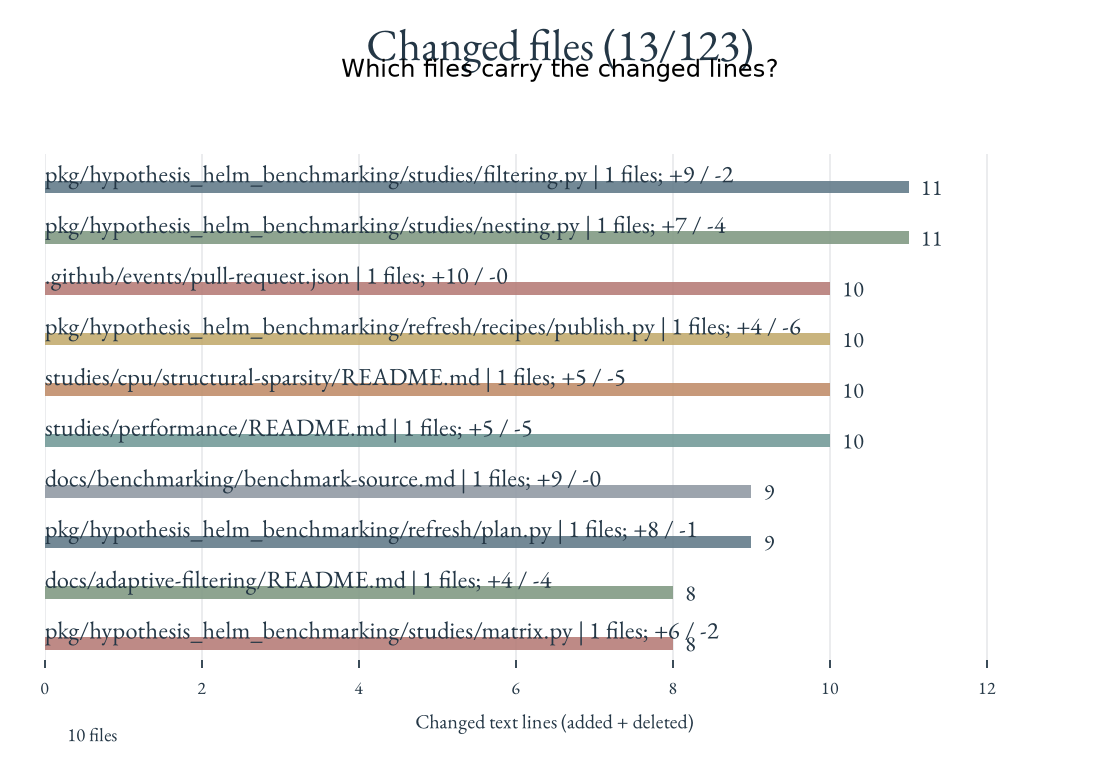 Changed files (13/123)
Which files carry the changed lines?
pkg/hypothesis_helm_benchmarking/studies/filtering.py | 1 files; +9 / -2
11
pkg/hypothesis_helm_benchmarking/studies/nesting.py | 1 files; +7 / -4
11
.github/events/pull-request.json | 1 files; +10 / -0
10
pkg/hypothesis_helm_benchmarking/refresh/recipes/publish.py | 1 files; +4 / -6
10
studies/cpu/structural-sparsity/README.md | 1 files; +5 / -5
10
studies/performance/README.md | 1 files; +5 / -5
10
docs/benchmarking/benchmark-source.md | 1 files; +9 / -0
9
pkg/hypothesis_helm_benchmarking/refresh/plan.py | 1 files; +8 / -1
9
docs/adaptive-filtering/README.md | 1 files; +4 / -4
8
pkg/hypothesis_helm_benchmarking/studies/matrix.py | 1 files; +6 / -2
8
0 2 4 6 8 10 12
Changed text lines (added + deleted)
10 files